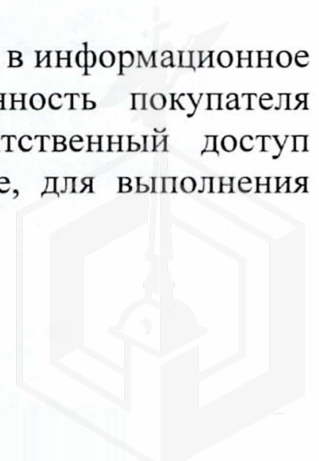 в информационное
нность покупателя
тственный доступ
е, для выполнения